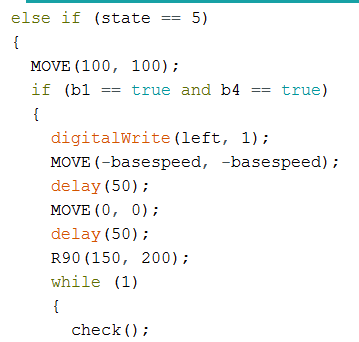 else if (state == 5)
{
MOVE(100, 100);
if (b1 == true and b4 == true)
{
digitalWrite(left, 1);
MOVE(-basespeed, -basespeed);
delay(50);
MOVE(0, 0);
delay(50);
R90(150, 200);
while (1)
{
check();